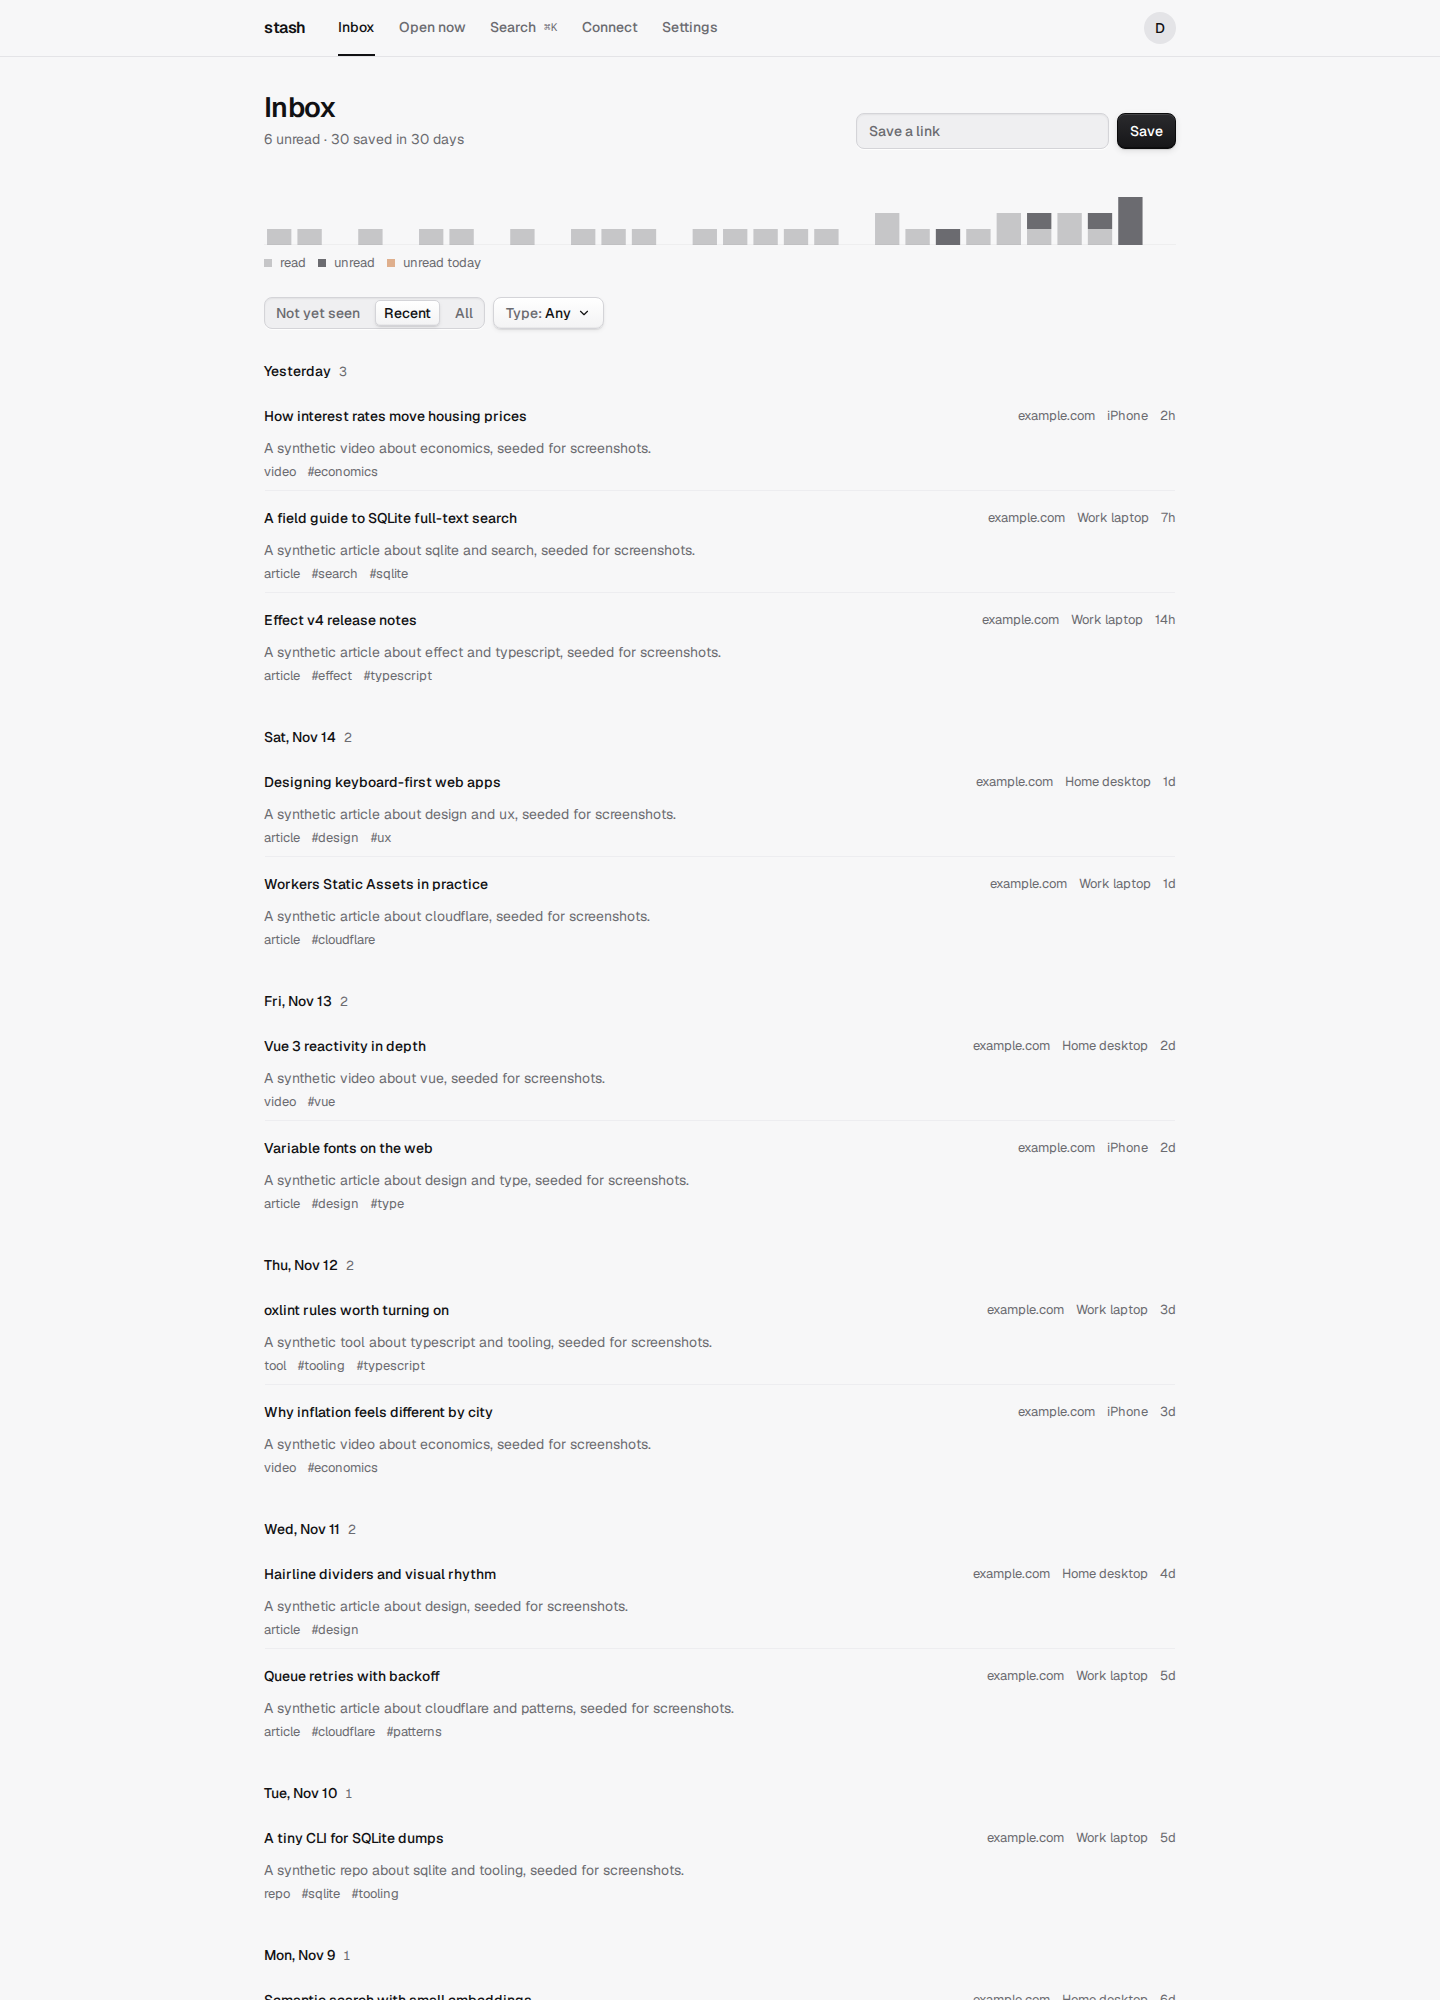 stash Inbox Open now Search ⌘K Connect Settings D
Inbox
6 unread · 30 saved in 30 days
Save a link Save
read unread unread today
Not yet seen Recent All Type: Any
Yesterday 3
How interest rates move housing prices example.com iPhone 2h
A synthetic video about economics, seeded for screenshots.
video #economics
A field guide to SQLite full-text search example.com Work laptop 7h
A synthetic article about sqlite and search, seeded for screenshots.
article #search #sqlite
Effect v4 release notes example.com Work laptop 14h
A synthetic article about effect and typescript, seeded for screenshots.
article #effect #typescript
Sat, Nov 14 2
Designing keyboard-first web apps example.com Home desktop 1d
A synthetic article about design and ux, seeded for screenshots.
article #design #ux
Workers Static Assets in practice example.com Work laptop 1d
A synthetic article about cloudflare, seeded for screenshots.
article #cloudflare
Fri, Nov 13 2
Vue 3 reactivity in depth example.com Home desktop 2d
A synthetic video about vue, seeded for screenshots.
video #vue
Variable fonts on the web example.com iPhone 2d
A synthetic article about design and type, seeded for screenshots.
article #design #type
Thu, Nov 12 2
oxlint rules worth turning on example.com Work laptop 3d
A synthetic tool about typescript and tooling, seeded for screenshots.
tool #tooling #typescript
Why inflation feels different by city example.com iPhone 3d
A synthetic video about economics, seeded for screenshots.
video #economics
Wed, Nov 11 2
Hairline dividers and visual rhythm example.com Home desktop 4d
A synthetic article about design, seeded for screenshots.
article #design
Queue retries with backoff example.com Work laptop 5d
A synthetic article about cloudflare and patterns, seeded for screenshots.
article #cloudflare #patterns
Tue, Nov 10 1
A tiny CLI for SQLite dumps example.com Work laptop 5d
A synthetic repo about sqlite and tooling, seeded for screenshots.
repo #sqlite #tooling
Mon, Nov 9 1
Semantic search with small embeddings example.com Home desktop 6d